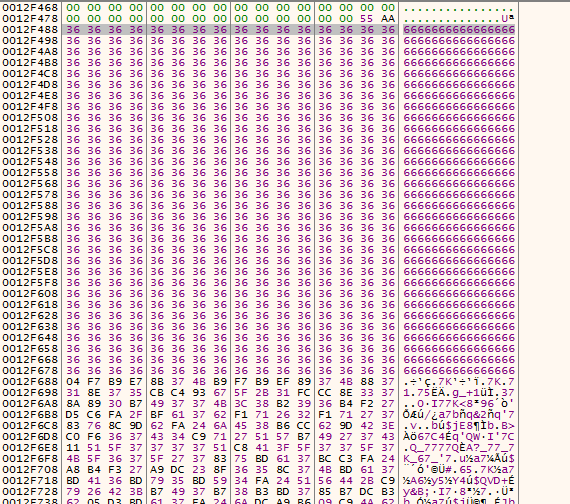 0012F468 00 00 00 00 00 00 00 00 00 00 00 00 00 00 00 00 ................
0012F478 00 00 00 00 00 00 00 00 00 00 00 00 00 00 55 AA ..............Uª
0012F488 36 36 36 36 36 36 36 36 36 36 36 36 36 36 36 36 6666666666666666
0012F498 36 36 36 36 36 36 36 36 36 36 36 36 36 36 36 36 6666666666666666
0012F4A8 36 36 36 36 36 36 36 36 36 36 36 36 36 36 36 36 6666666666666666
0012F4B8 36 36 36 36 36 36 36 36 36 36 36 36 36 36 36 36 6666666666666666
0012F4C8 36 36 36 36 36 36 36 36 36 36 36 36 36 36 36 36 6666666666666666
0012F4D8 36 36 36 36 36 36 36 36 36 36 36 36 36 36 36 36 6666666666666666
0012F4E8 36 36 36 36 36 36 36 36 36 36 36 36 36 36 36 36 6666666666666666
0012F4F8 36 36 36 36 36 36 36 36 36 36 36 36 36 36 36 36 6666666666666666
0012F508 36 36 36 36 36 36 36 36 36 36 36 36 36 36 36 36 6666666666666666
0012F518 36 36 36 36 36 36 36 36 36 36 36 36 36 36 36 36 6666666666666666
0012F528 36 36 36 36 36 36 36 36 36 36 36 36 36 36 36 36 6666666666666666
0012F538 36 36 36 36 36 36 36 36 36 36 36 36 36 36 36 36 6666666666666666
0012F548 36 36 36 36 36 36 36 36 36 36 36 36 36 36 36 36 6666666666666666
0012F558 36 36 36 36 36 36 36 36 36 36 36 36 36 36 36 36 6666666666666666
0012F568 36 36 36 36 36 36 36 36 36 36 36 36 36 36 36 36 6666666666666666
0012F578 36 36 36 36 36 36 36 36 36 36 36 36 36 36 36 36 6666666666666666
0012F588 36 36 36 36 36 36 36 36 36 36 36 36 36 36 36 36 6666666666666666
0012F598 36 36 36 36 36 36 36 36 36 36 36 36 36 36 36 36 6666666666666666
0012F5A8 36 36 36 36 36 36 36 36 36 36 36 36 36 36 36 36 6666666666666666
0012F5B8 36 36 36 36 36 36 36 36 36 36 36 36 36 36 36 36 6666666666666666
0012F5C8 36 36 36 36 36 36 36 36 36 36 36 36 36 36 36 36 6666666666666666
0012F5D8 36 36 36 36 36 36 36 36 36 36 36 36 36 36 36 36 6666666666666666
0012F5E8 36 36 36 36 36 36 36 36 36 36 36 36 36 36 36 36 6666666666666666
0012F5F8 36 36 36 36 36 36 36 36 36 36 36 36 36 36 36 36 6666666666666666
0012F608 36 36 36 36 36 36 36 36 36 36 36 36 36 36 36 36 6666666666666666
0012F618 36 36 36 36 36 36 36 36 36 36 36 36 36 36 36 36 6666666666666666
0012F628 36 36 36 36 36 36 36 36 36 36 36 36 36 36 36 36 6666666666666666
0012F638 36 36 36 36 36 36 36 36 36 36 36 36 36 36 36 36 6666666666666666
0012F648 36 36 36 36 36 36 36 36 36 36 36 36 36 36 36 36 6666666666666666
0012F658 36 36 36 36 36 36 36 36 36 36 36 36 36 36 36 36 6666666666666666
0012F668 36 36 36 36 36 36 36 36 36 36 36 36 36 36 36 36 6666666666666666
0012F678 36 36 36 36 36 36 36 36 36 36 36 36 36 36 36 36 6666666666666666
0012F688 04 F7 B9 E7 8B 37 4B B9 F7 B9 EF 89 37 4B 88 37 .÷¹ç.7K¹÷¹ï.7K.7
0012F698 31 8E 37 35 CB C4 93 67 5F 2B 31 FC CC 8E 33 37 1.75ËÄ.g_+1üÌ.37
0012F6A8 8A 89 30 B7 49 37 37 4B 3C 38 B2 39 36 B4 F2 27 ..0·I77K<8²96´ò'
0012F6B8 D5 C6 FA 2F BF 61 37 62 F1 71 26 32 F1 71 27 37 ÕÆú/¿a7bñq&2ñq'7
0012F6C8 83 76 8C 9D 62 FA 24 6A 45 38 B6 CC 62 9D 42 3E .v..bú$jE8¶Ìb.B>
0012F6D8 C0 F6 36 37 43 34 C9 71 27 51 57 B7 49 27 37 43 Àö67C4Éq'QW·I'7C
0012F6E8 11 51 5F 37 37 37 37 51 C8 41 3F 5F 37 37 5F 37 .Q_7777QÈA?_77_7
0012F6F8 4B 5F 36 37 5F 27 37 83 75 BD 61 37 BC C3 FA 24 K_67_'7.u½a7¼Ãú$
0012F708 A8 B4 F3 27 A9 DC 23 8F 36 35 8C 37 4B BD 61 37 ¨´ó'©Ü#.65.7K½a7
0012F718 BD 41 36 BD 79 35 BD 59 34 FA 24 51 56 44 2B C9 ½A6½y5½Y4ú$QVD+É
0012F728 79 26 42 3B B7 49 37 B7 38 B3 BD 37 85 B7 DC B3 y&B;·I7·8³½7.·Ü³